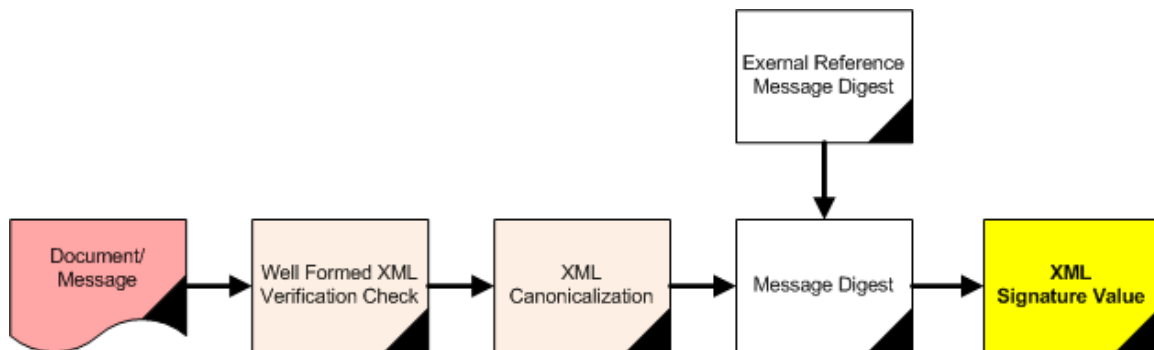 Exernal Reference
Message Digest
Document/
Message
Well Formed XML
Verification Check
XML
Canonicalization
Message Digest
XML
Signature Value